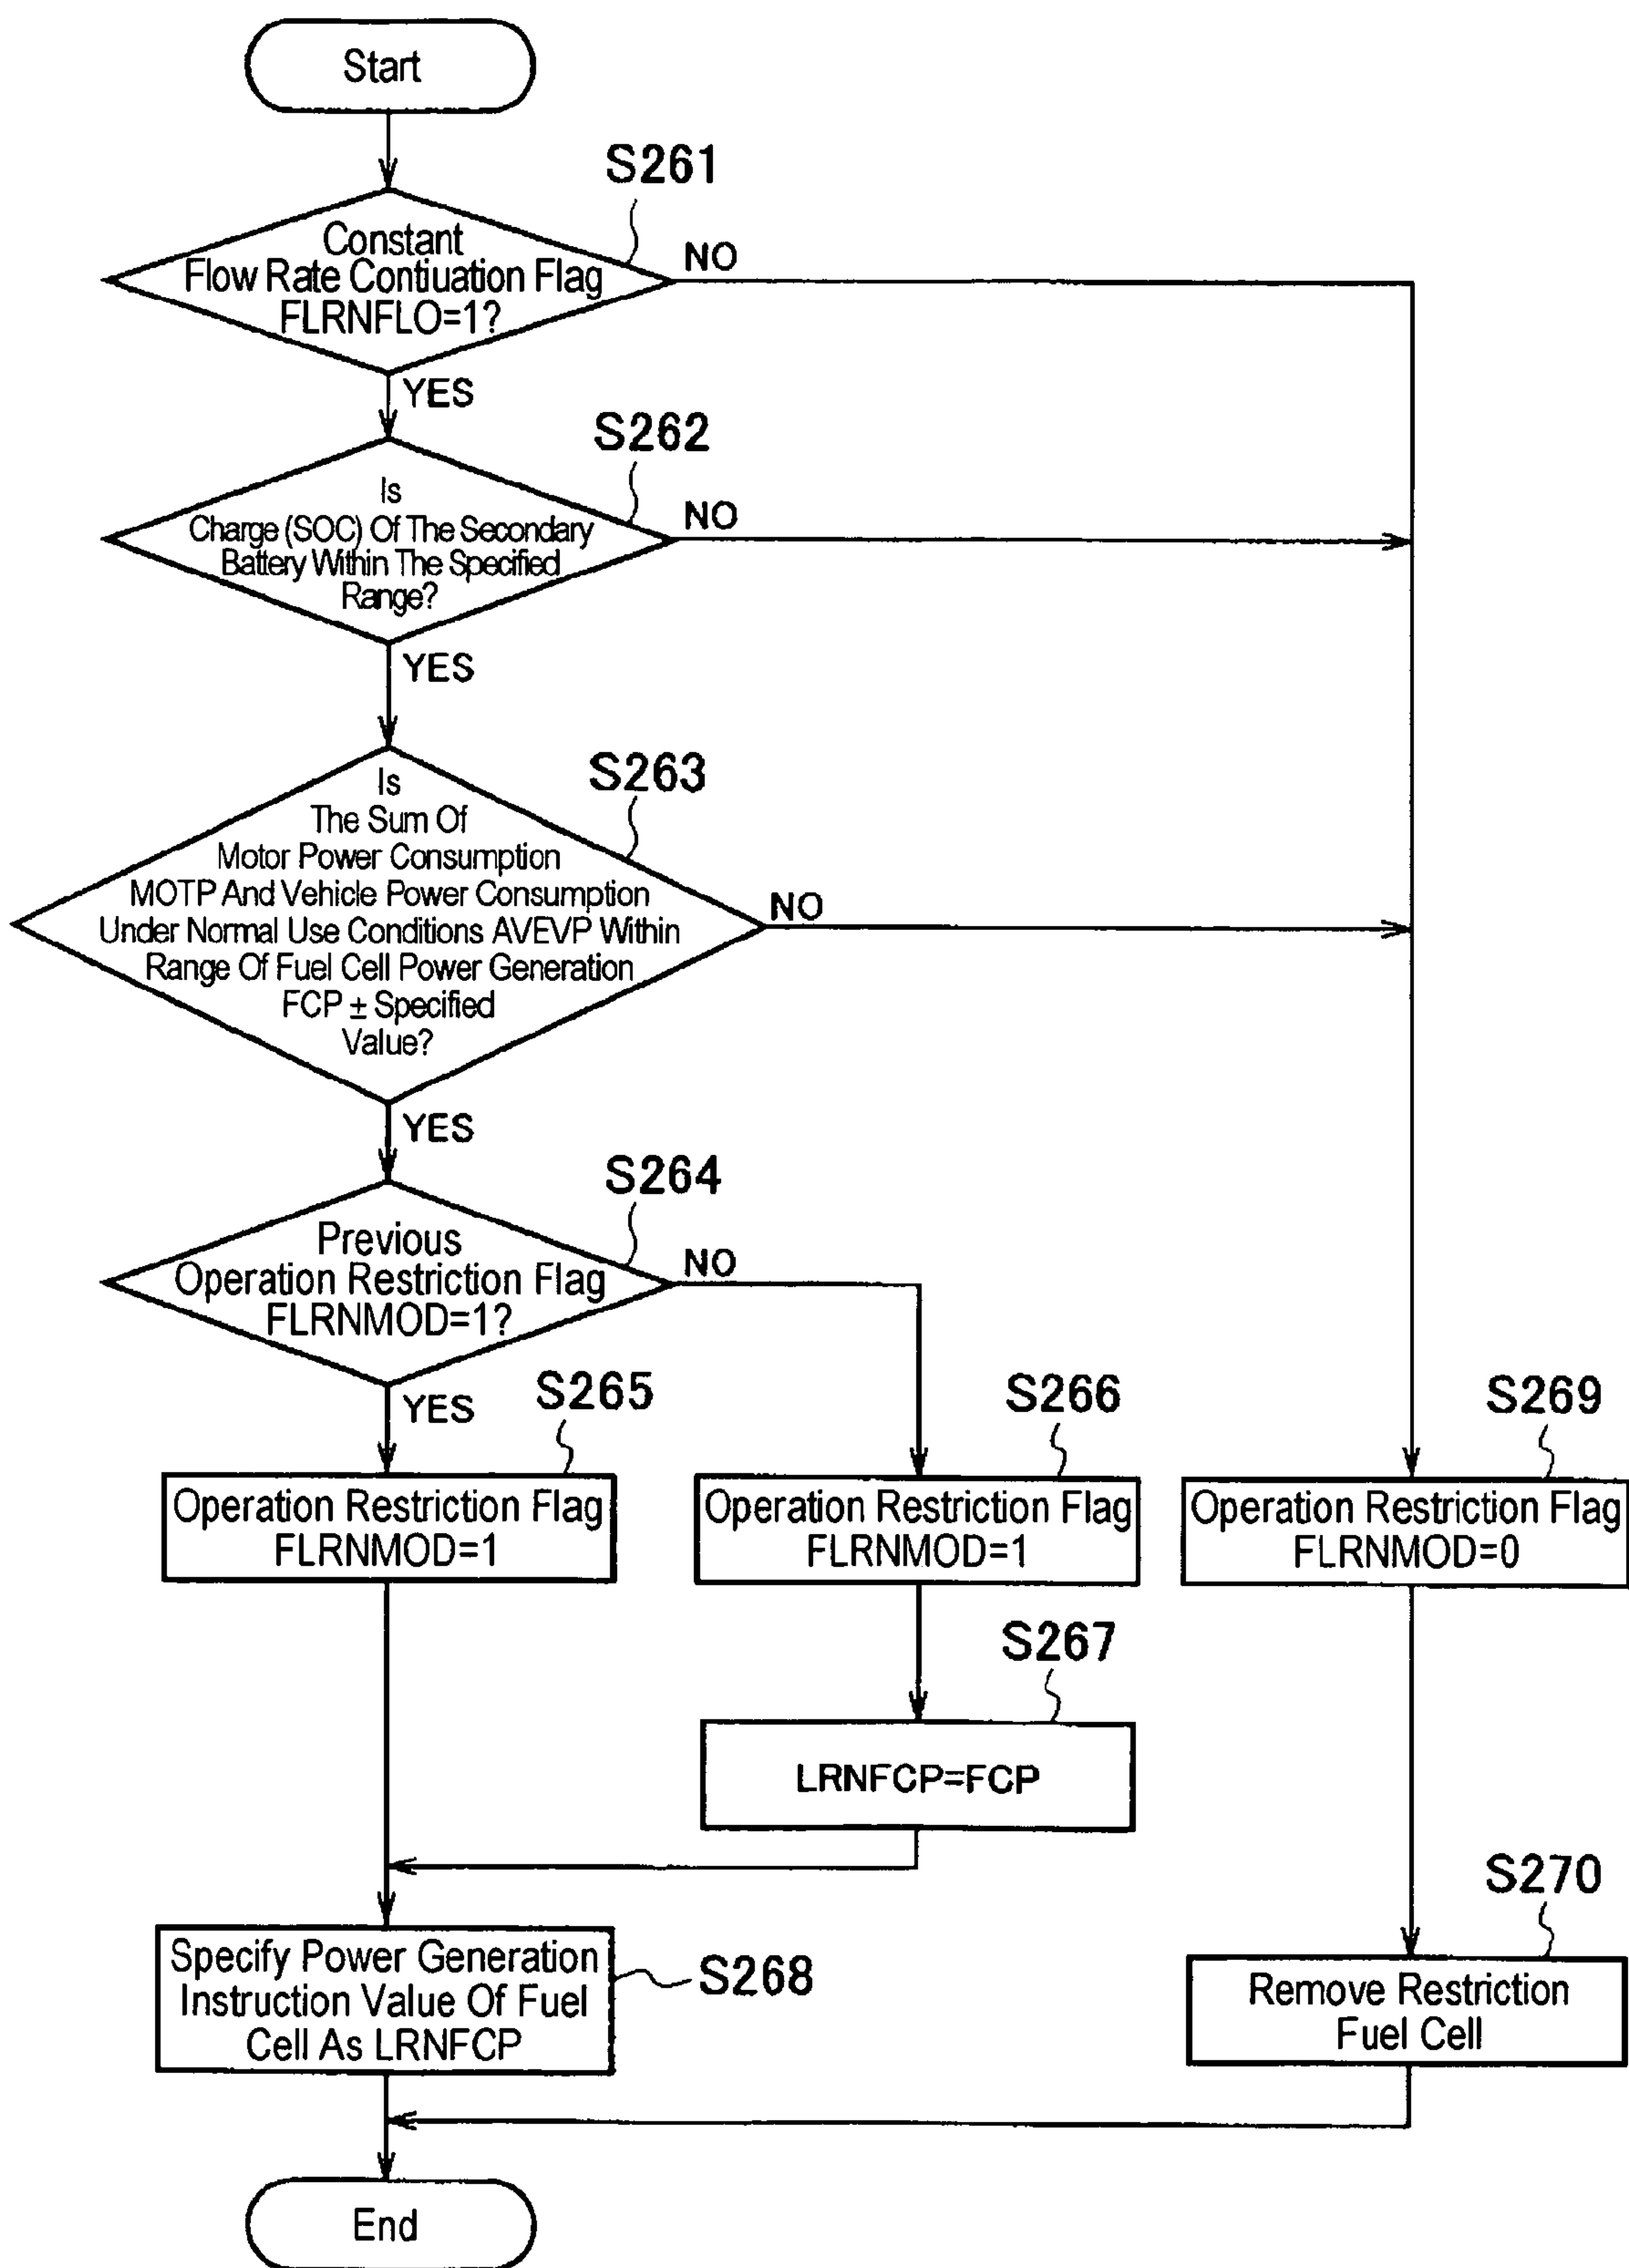 Start
S261
Constant
Flow Rate Contiuation Flag
FLRNFLO=1?
NO
YES
S262
Is
Charge (SOC) Of The Secondary
Battery Within The Specified
Range?
NO
YES
S263
Is
The Sum Of
Motor Power Consumption
MOTP And Vehicle Power Consumption
Under Normal Use Conditions AVEVP Within
Range Of Fuel Cell Power Generation
FCP ± Specified
Value?
NO
YES
S264
Previous
Operation Restriction Flag
FLRNMOD=1?
NO
YES
S265
Operation Restriction Flag
FLRNMOD=1
S266
Operation Restriction Flag
FLRNMOD=1
S269
Operation Restriction Flag
FLRNMOD=0
S267
LRNFCP=FCP
S268
Specify Power Generation
Instruction Value Of Fuel
Cell As LRNFCP
S270
Remove Restriction
Fuel Cell
End